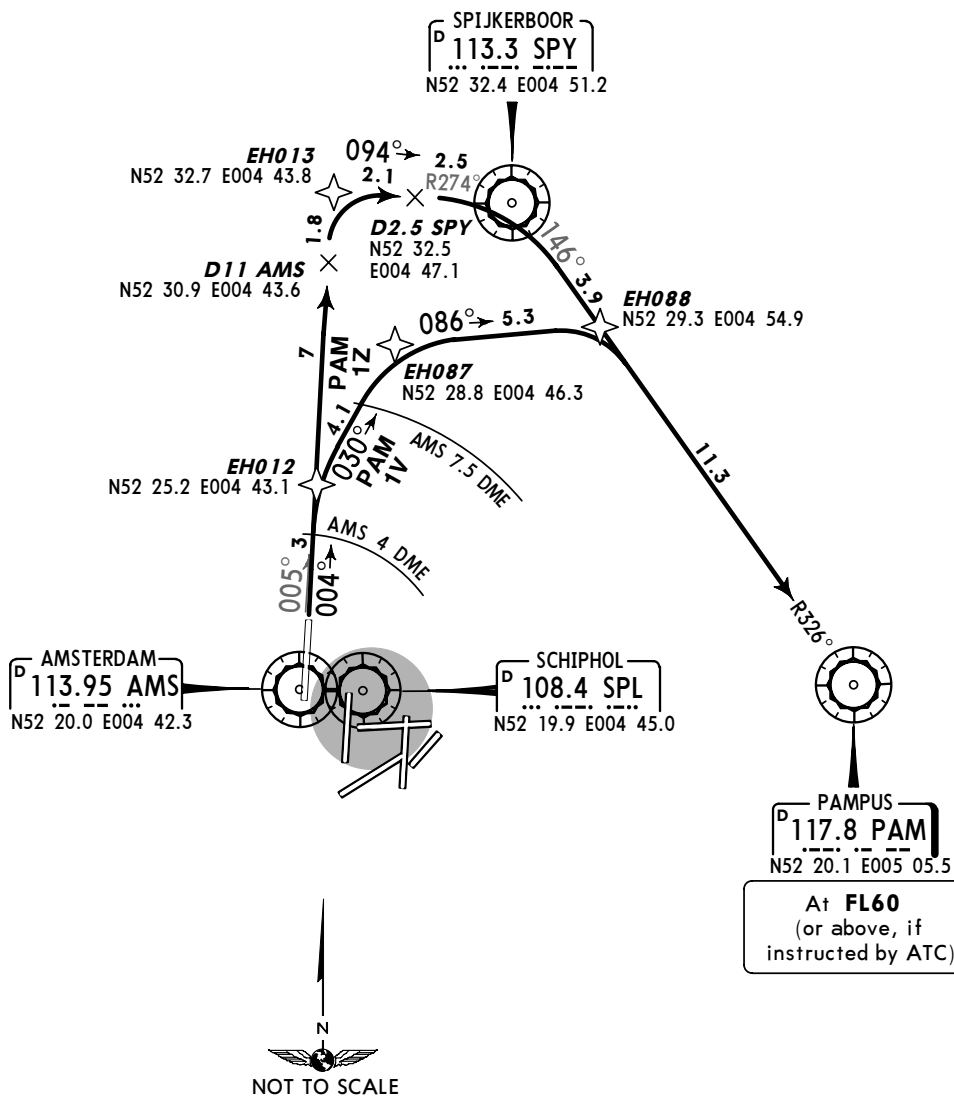 SPIJKERBOOR
D 113.3 SPY
N52 32.4 E004 51.2
EH013
N52 32.7 E004 43.8
094°
2.1
2.5
R274°
D2.5 SPY
N52 32.5
E004 47.1
1.8
D11 AMS
N52 30.9 E004 43.6
146°
3.9
EH088
N52 29.3 E004 54.9
086°
5.3
EH087
N52 28.8 E004 46.3
7
PAM
1Z
4.1
030°
PAM
1V
AMS 7.5 DME
11.3
EH012
N52 25.2 E004 43.1
3
AMS 4 DME
005°
004°
R326°
AMSTERDAM
D 113.95 AMS
N52 20.0 E004 42.3
SCHIPHOL
D 108.4 SPL
N52 19.9 E004 45.0
PAMPUS
D 117.8 PAM
N52 20.1 E005 05.5
At FL60
(or above, if
instructed by ATC)
N
NOT TO SCALE